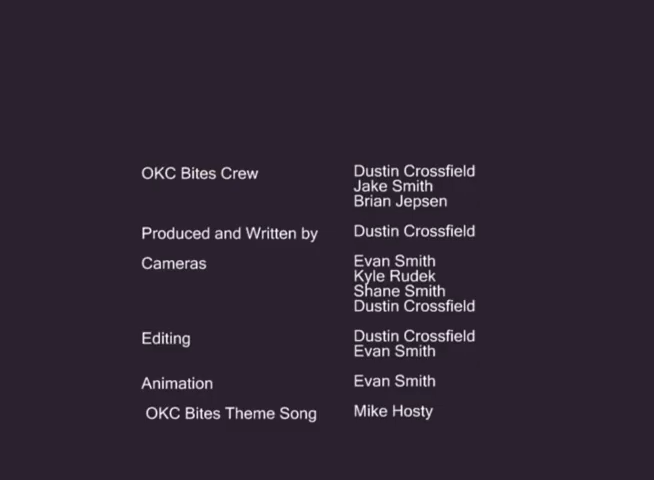 OKC Bites Crew Dustin Crossfield
Jake Smith
Brian Jepsen
Produced and Written by Dustin Crossfield
Cameras Evan Smith
Kyle Rudek
Shane Smith
Dustin Crossfield
Editing Dustin Crossfield
Evan Smith
Animation Evan Smith
OKC Bites Theme Song Mike Hosty